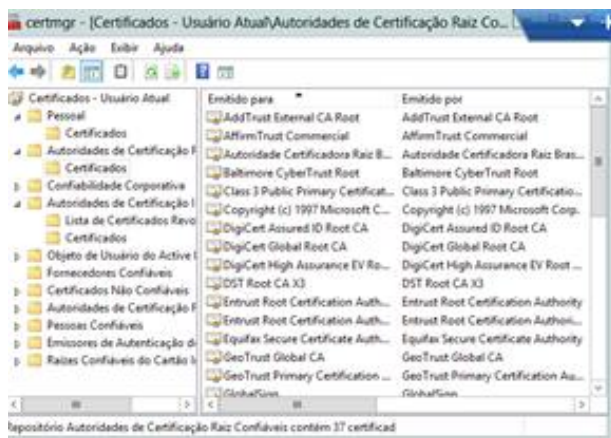 certmgr - [Certificados - Usuário Atual\Autoridades de Certificação Raiz Co...
Arquivo Ação Exibir Ajuda
Certificados - Usuário Atual
Pessoal
Certificados
Autoridades de Certificação R
Certificados
Confiabilidade Corporativa
Autoridades de Certificação I
Lista de Certificados Revo
Certificados
Objeto de Usuário do Active
Fornecedores Confiáveis
Certificados Não Confiáveis
Autoridades de Certificação
Pessoas Confiáveis
Emissores de Autenticação d
Raízes Confiáveis do Cartão
Emitido para Emitido por
AddTrust External CA Root AddTrust External CA Root
AffirmTrust Commercial AffirmTrust Commercial
Autoridade Certificadora Raiz B... Autoridade Certificadora Raiz Bras...
Baltimore CyberTrust Root Baltimore CyberTrust Root
Class 3 Public Primary Certificat... Class 3 Public Primary Certificatio...
Copyright (c) 1997 Microsoft C... Copyright (c) 1997 Microsoft Corp.
DigiCert Assured ID Root CA DigiCert Assured ID Root CA
DigiCert Global Root CA DigiCert Global Root CA
DigiCert High Assurance EV Ro... DigiCert High Assurance EV Root ...
DST Root CA X3 DST Root CA X3
Entrust Root Certification Auth... Entrust Root Certification Authority
Entrust Root Certification Auth... Entrust Root Certification Authori...
Equifax Secure Certificate Auth... Equifax Secure Certificate Authority
GeoTrust Global CA GeoTrust Global CA
GeoTrust Primary Certification ... GeoTrust Primary Certification Au...
GlobalSign GlobalSign
Repositório Autoridades de Certificação Raiz Confiáveis contém 37 certificad